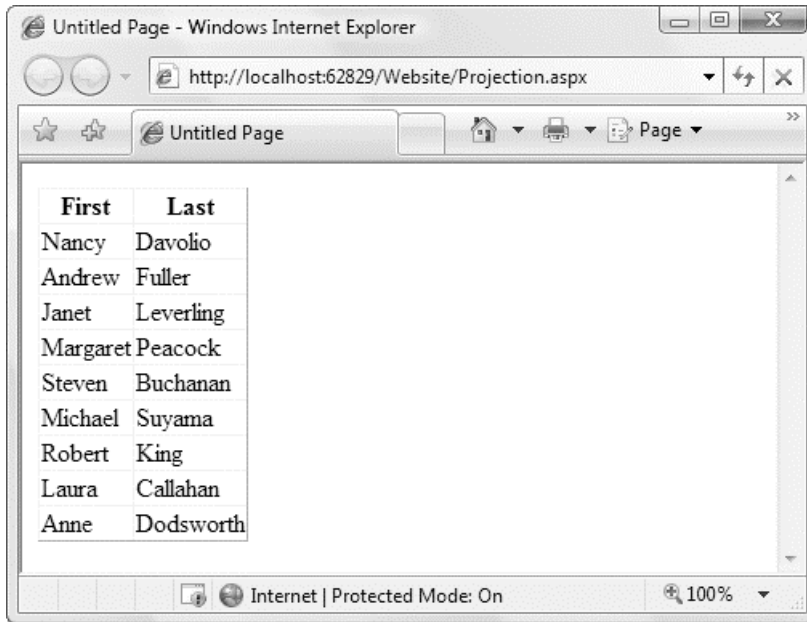 Untitled Page - Windows Internet Explorer
http://localhost:62829/Website/Projection.aspx
Untitled Page Page
First Last
Nancy Davolio
Andrew Fuller
Janet Leverling
Margaret Peacock
Steven Buchanan
Michael Suyama
Robert King
Laura Callahan
Anne Dodsworth
Internet | Protected Mode: On 100%